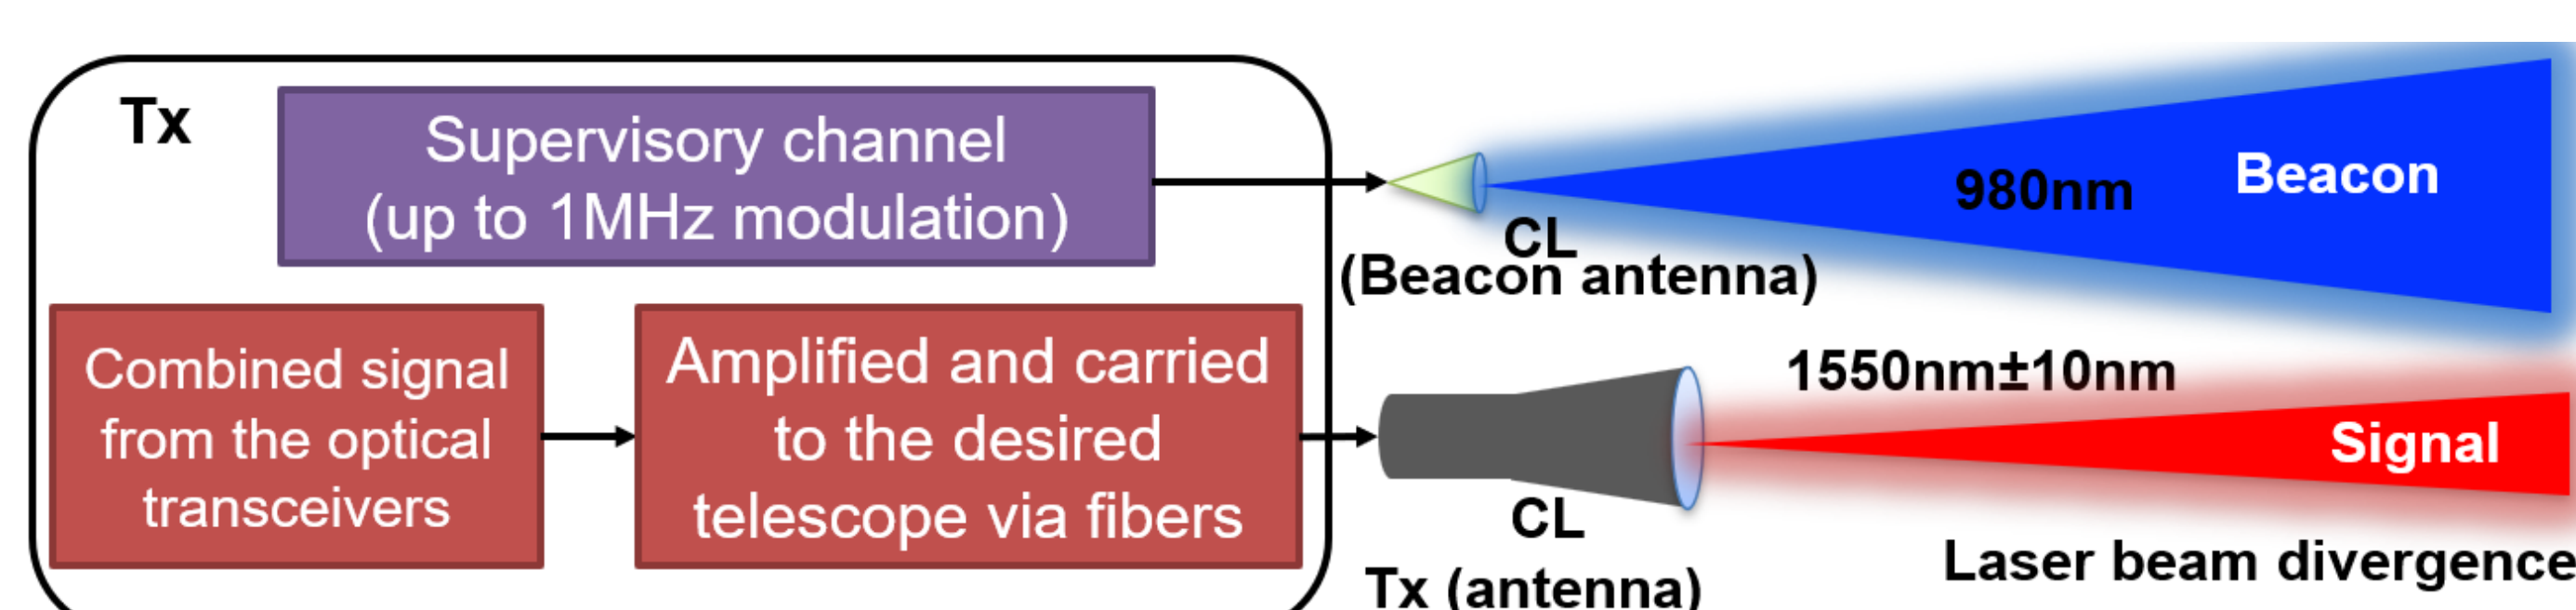 Tx
Supervisory channel
(up to 1MHz modulation)
980nm
Beacon
CL
(Beacon antenna)
Combined signal
from the optical
transceivers
Amplified and carried
to the desired
telescope via fibers
1550nm±10nm
Signal
CL
Tx (antenna)
Laser beam divergence